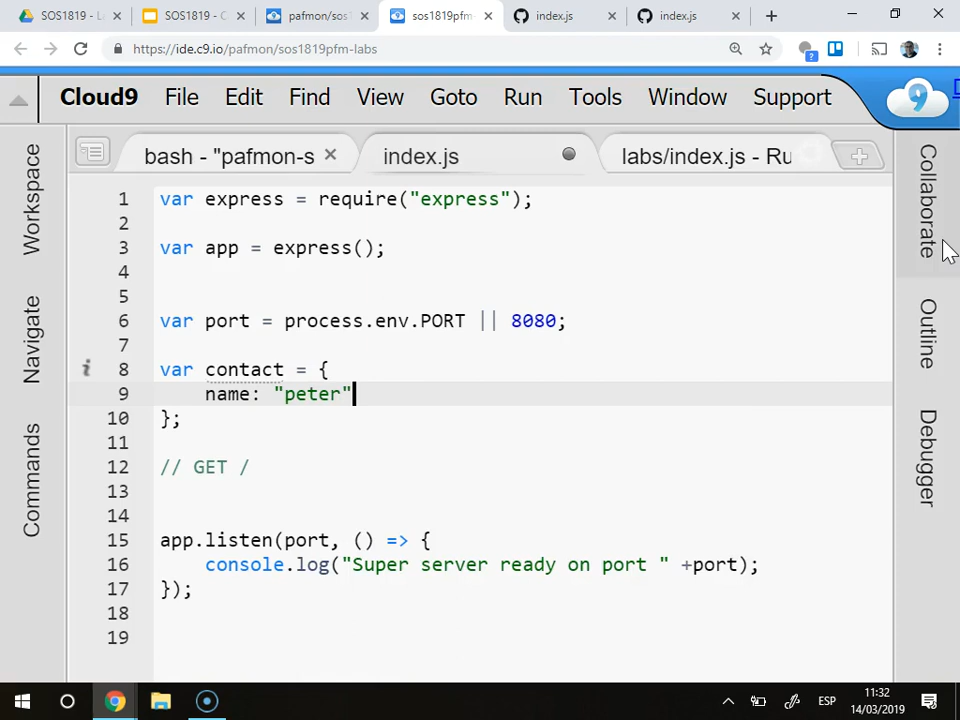 SOS1819 - L
SOS1819 - C
pafmon/sos
sos1819pfm-
index.js
index.js
https://ide.c9.io/pafmon/sos1819pfm-labs
Cloud9 File Edit Find View Goto Run Tools Window Support
9
Workspace
Navigate
Commands
bash - "pafmon-s
index.js
labs/index.js - Ru
Collaborate
Outline
Debugger
1 var express = require("express");
2
3 var app = express();
4
5
6 var port = process.env.PORT || 8080;
7
i 8 var contact = {
9 name: "peter"
10 };
11
12 // GET /
13
14
15 app.listen(port, () => {
16 console.log("Super server ready on port " +port);
17 });
18
19
ESP
11:32
14/03/2019